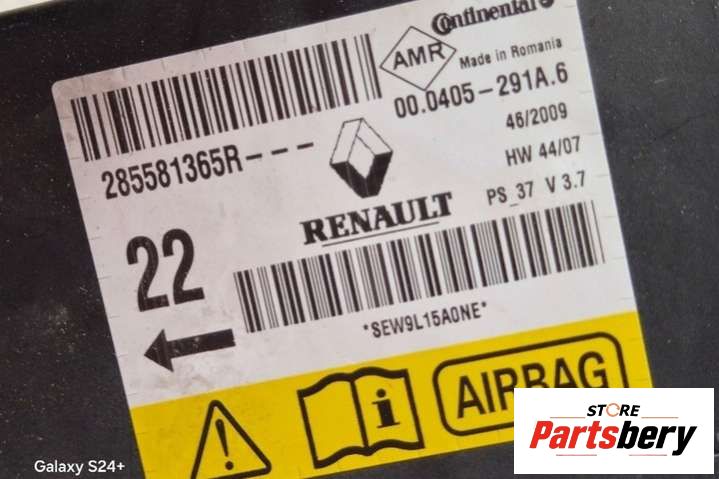 Continental
AMR
Made in Romania
00.0405-291A.6
46/2009
HW 44/07
PS_37 V 3.7
285581365R---
RENAULT
22
*SEW9L15A0NE*
i
AIRBAG
Galaxy S24+
STORE
Partsbery